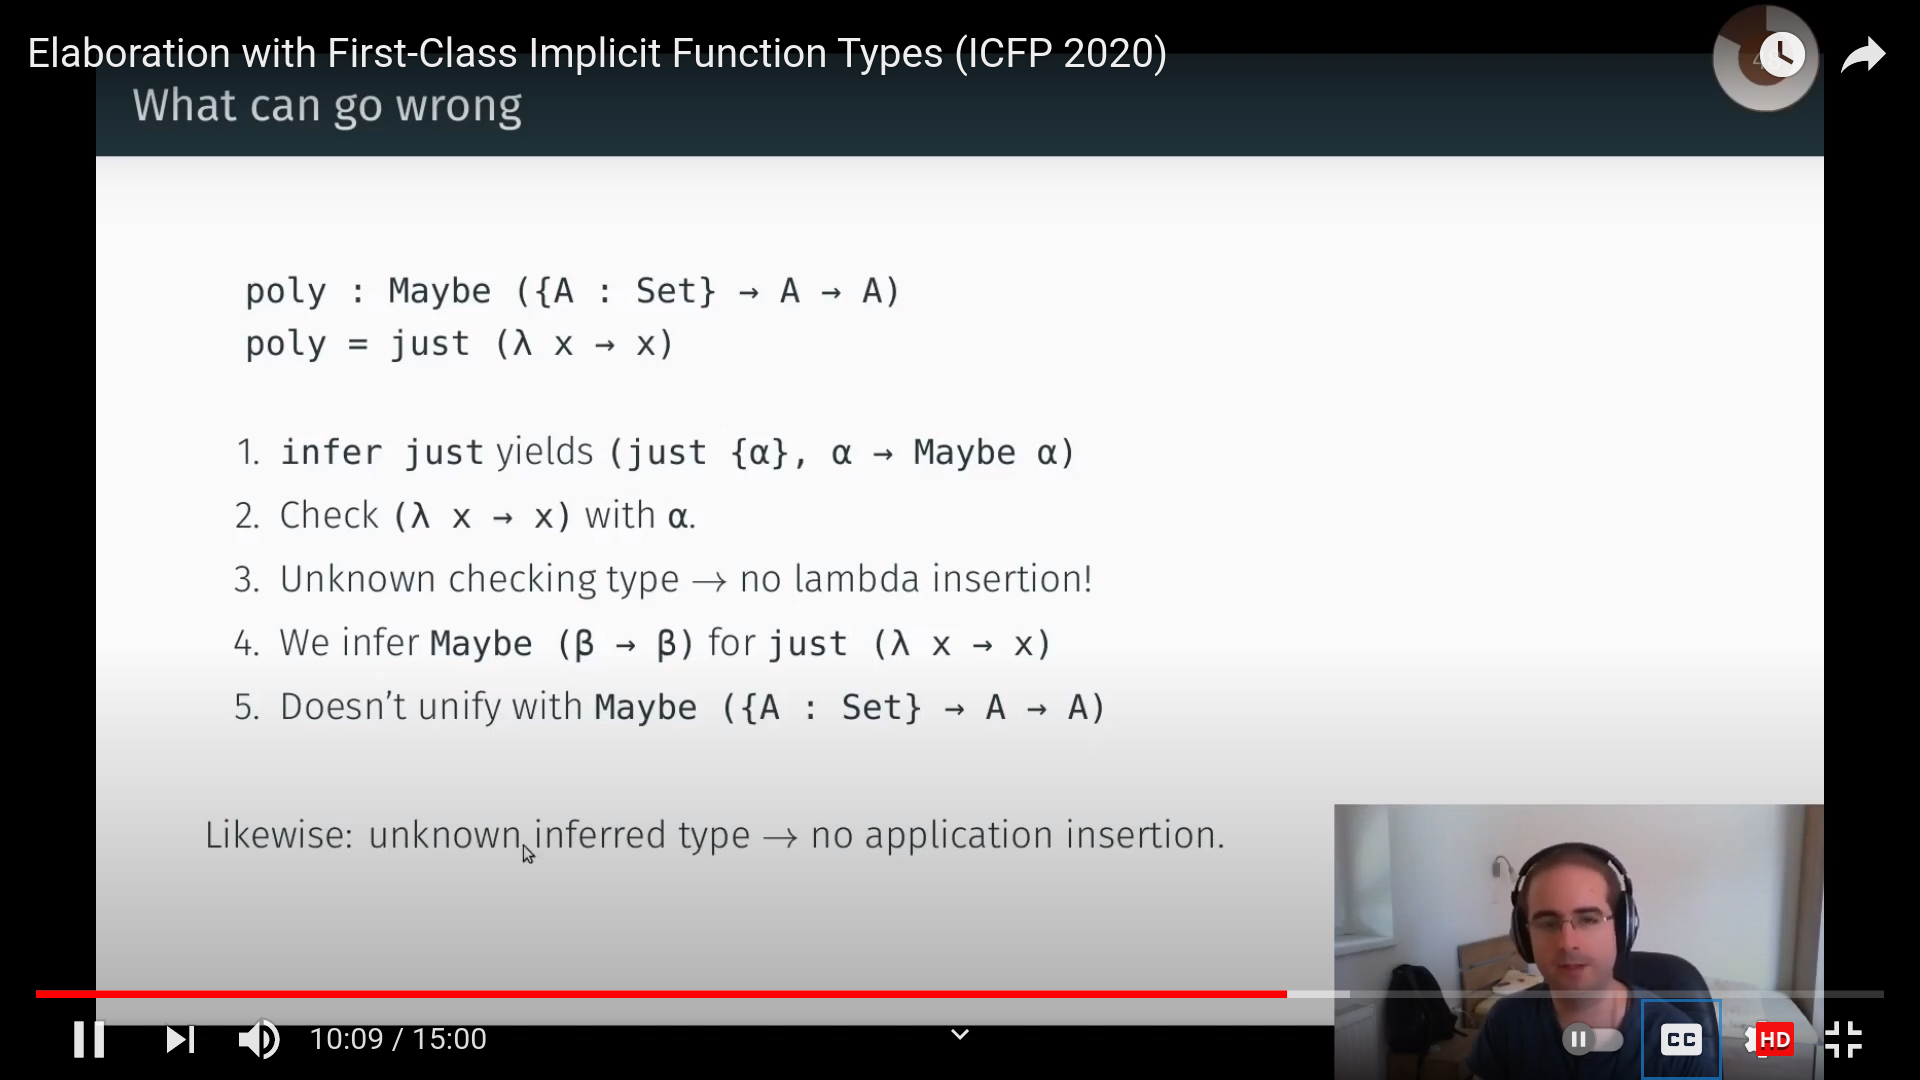 Elaboration with First-Class Implicit Function Types (ICFP 2020)
What can go wrong
poly : Maybe ({A : Set} → A → A)
poly = just (λ x → x)
1. infer just yields (just {α}, α → Maybe α)
2. Check (λ x → x) with α.
3. Unknown checking type → no lambda insertion!
4. We infer Maybe (β → β) for just (λ x → x)
5. Doesn't unify with Maybe ({A : Set} → A → A)
Likewise: unknown inferred type → no application insertion.
10:09 / 15:00
CC
HD